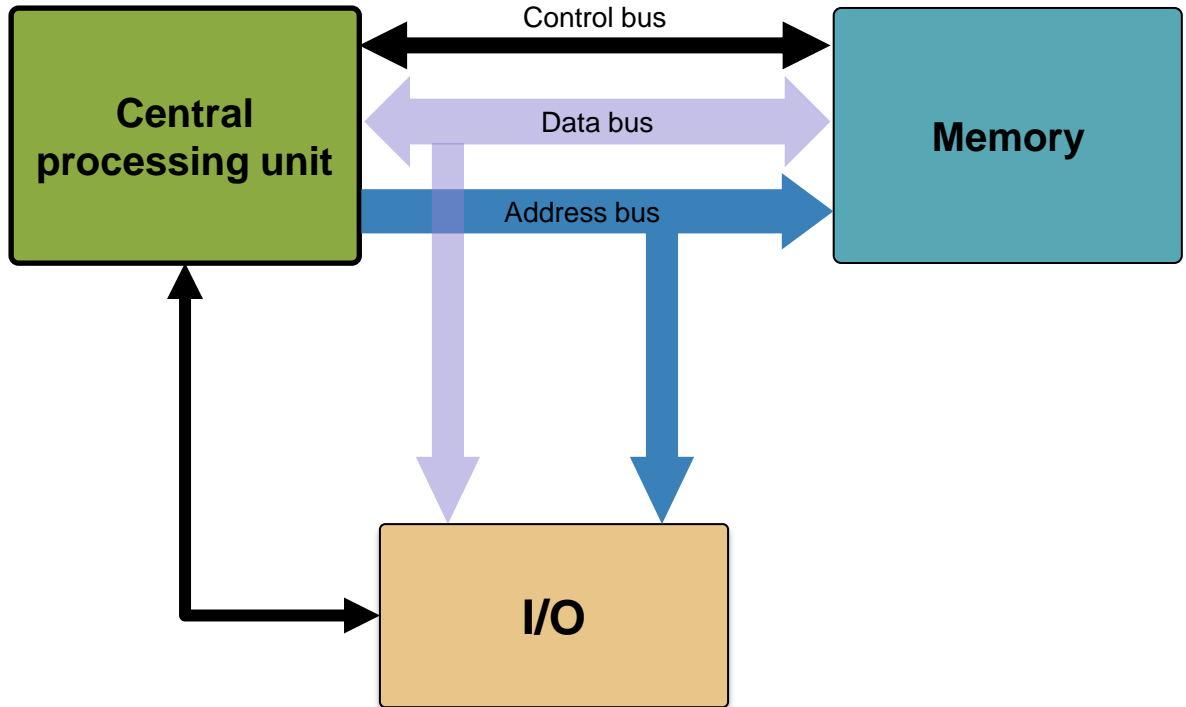 Control bus
Central
processing unit
Data bus
Memory
Address bus
I/O